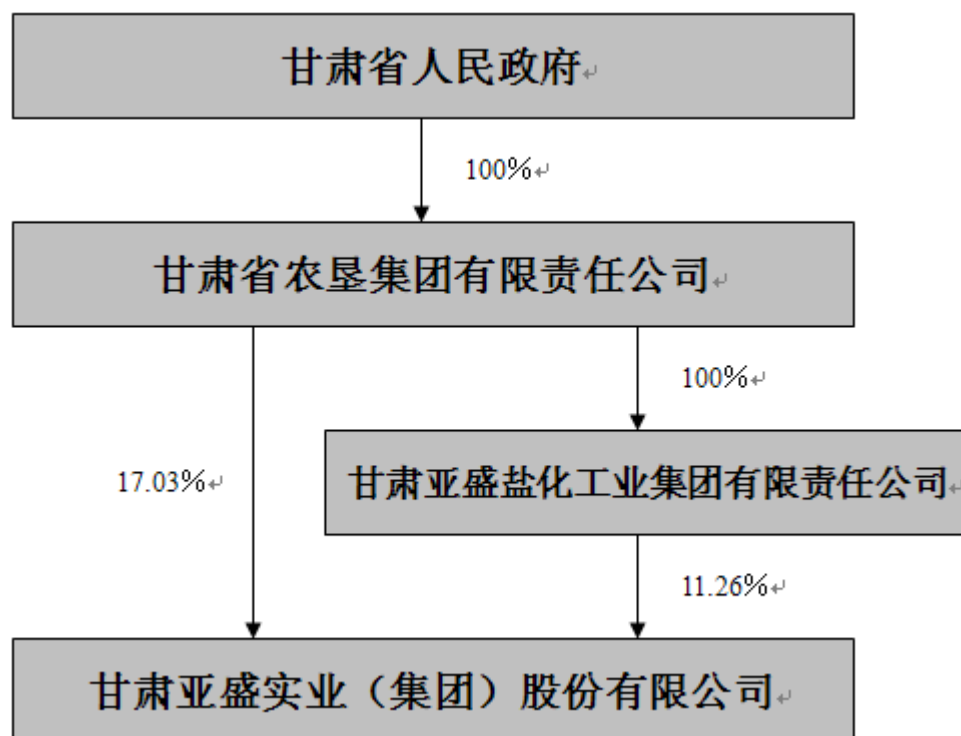 甘肃省人民政府
100%
甘肃省农垦集团有限责任公司
100%
17.03%
甘肃亚盛盐化工业集团有限责任公司
11.26%
甘肃亚盛实业（集团）股份有限公司